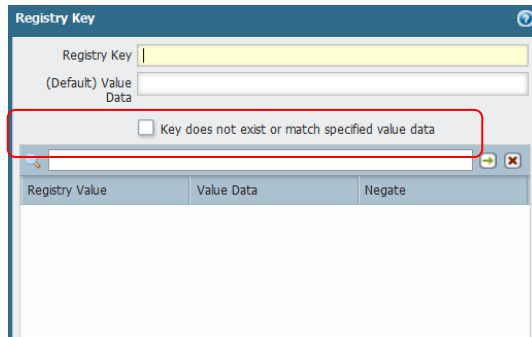 Registry Key
Registry Key
(Default) Value
Data
Key does not exist or match specified value data
Registry Value Value Data Negate